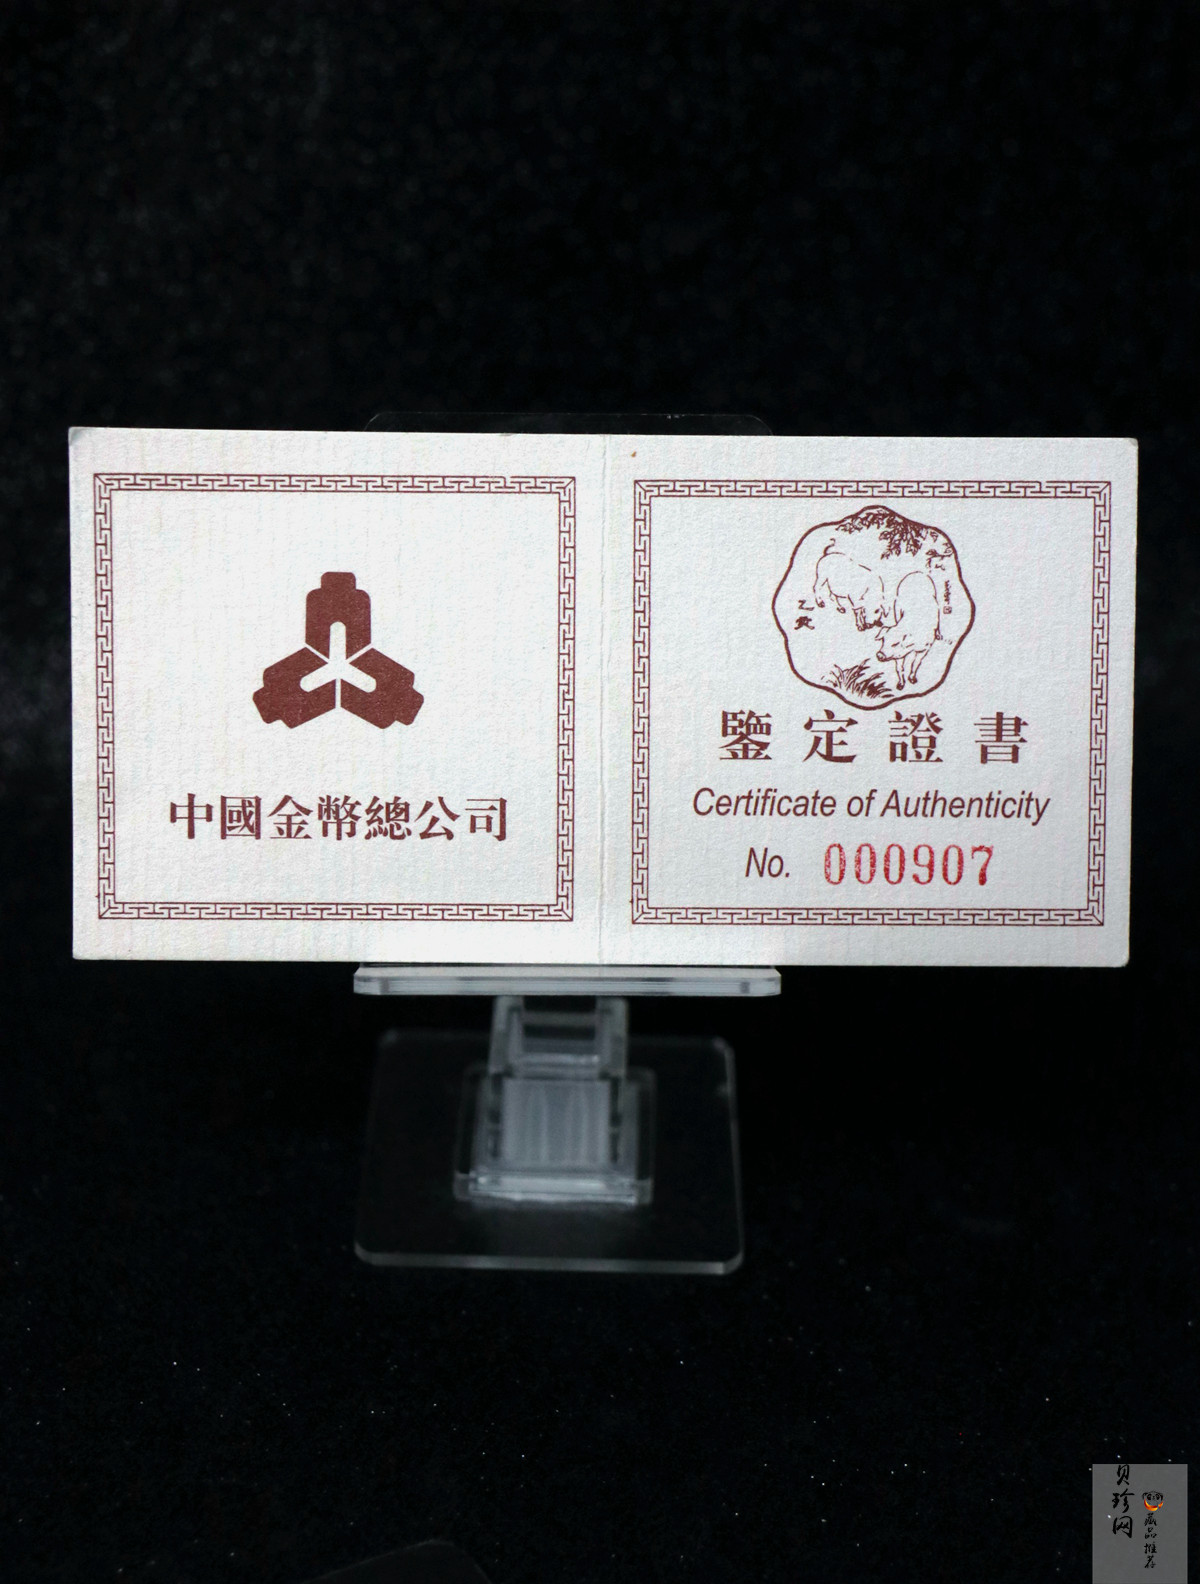 中國金幣總公司
乙亥
鑒定證書
Certificate of Authenticity
No. 000907
贝珍网
藏品推荐